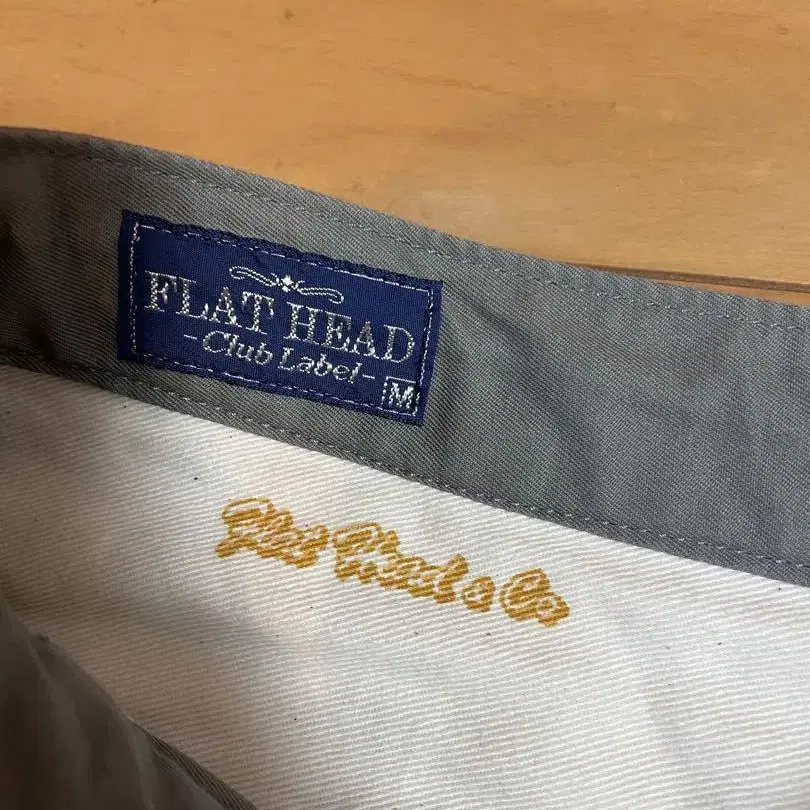 FLAT HEAD
-Club Label-
M
Flat Head & Co